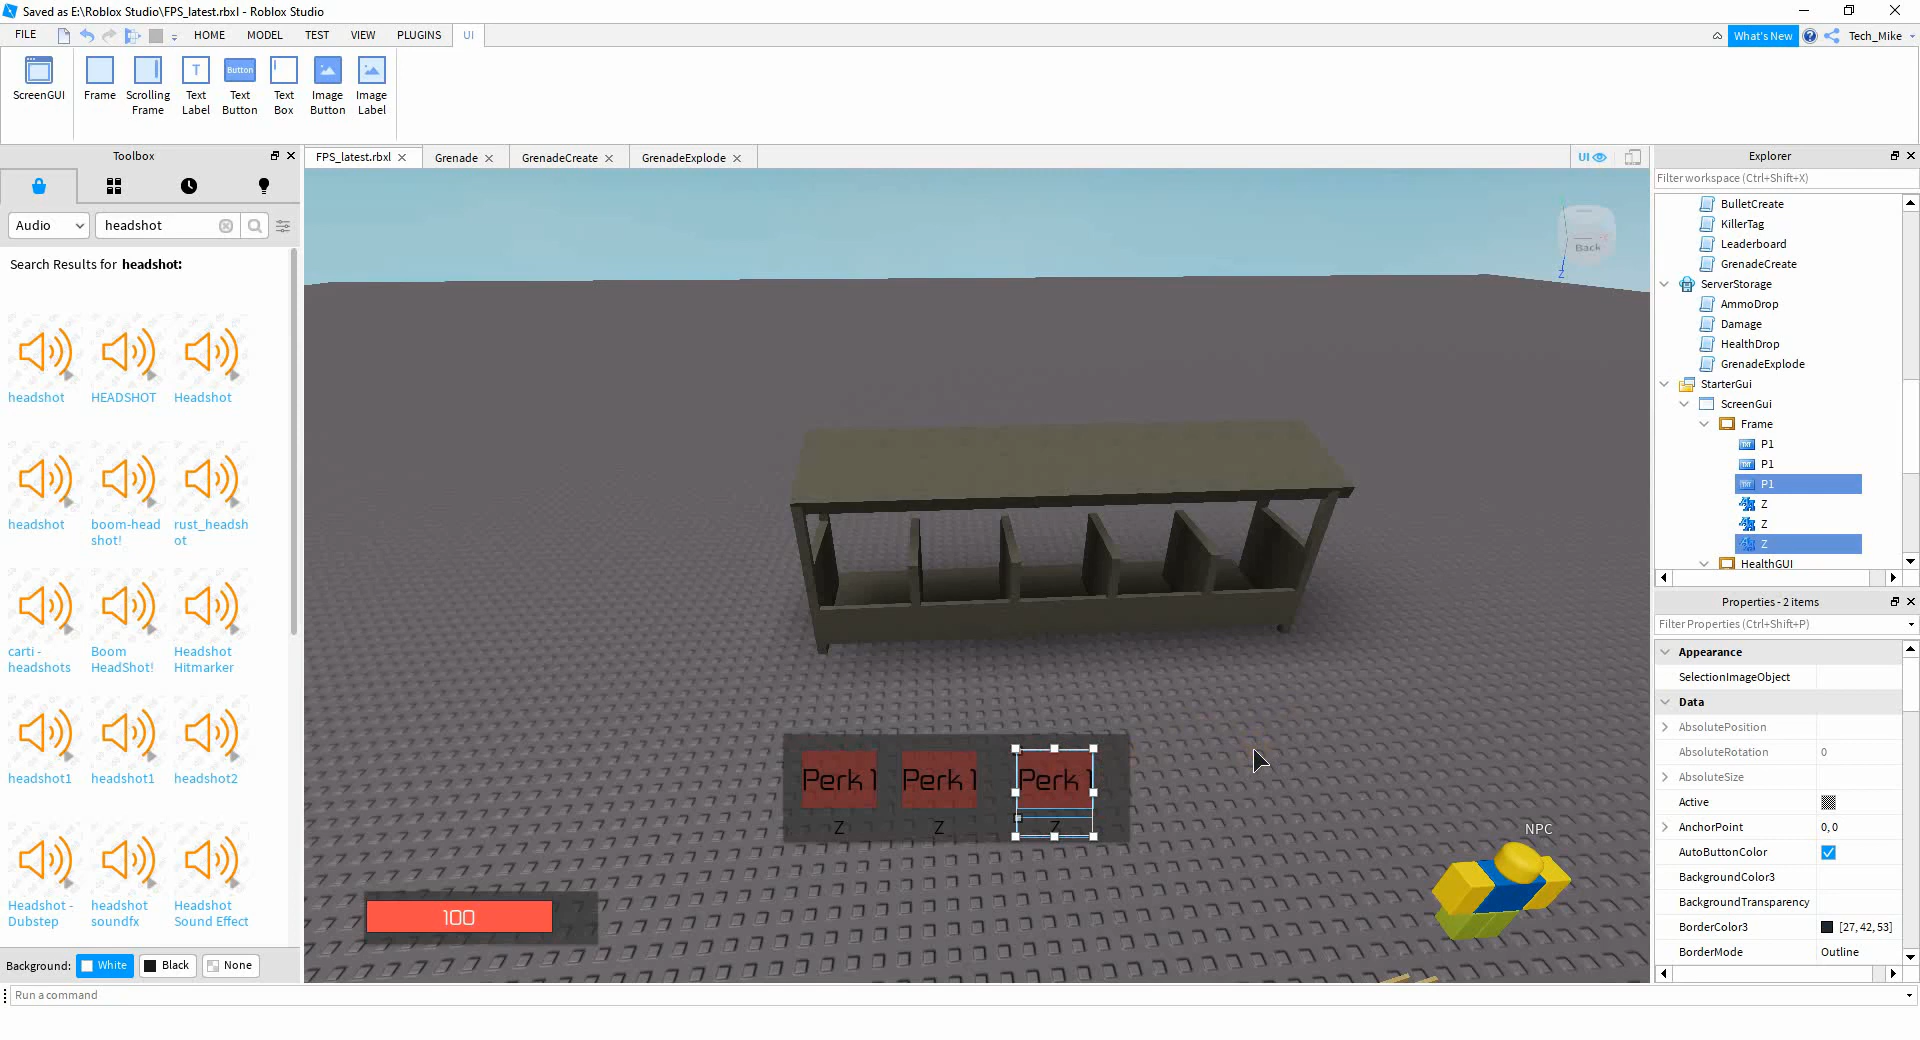 Saved as E:\Roblox Studio\FPS_latest.rbxl - Roblox Studio
FILE HOME MODEL TEST VIEW PLUGINS UI
What's New
Tech_Mike
ScreenGUI
Frame
Scrolling Frame
Text Label
Button
Text Button
Text Box
Image Button
Image Label
Toolbox
FPS_latest.rbxl
Grenade
GrenadeCreate
GrenadeExplode
UI
Audio
headshot
Search Results for headshot:
headshot
HEADSHOT
Headshot
headshot
boom-head
shot!
rust_headsh
ot
carti -
headshots
Boom
HeadShot!
Headshot
Hitmarker
headshot1
headshot1
headshot2
Headshot -
Dubstep
headshot
soundfx
Headshot
Sound Effect
Background: White Black None
Run a command
Back
Z
Perk 1
Perk 1
Perk 1
Z
Z
Z
100
NPC
Explorer
Filter workspace (Ctrl+Shift+X)
BulletCreate
KillerTag
Leaderboard
GrenadeCreate
ServerStorage
AmmoDrop
Damage
HealthDrop
GrenadeExplode
StarterGui
ScreenGui
Frame
P1
P1
P1
Z
Z
Z
HealthGUI
Properties - 2 items
Filter Properties (Ctrl+Shift+P)
Appearance
SelectionImageObject
Data
AbsolutePosition
AbsoluteRotation 0
AbsoluteSize
Active
AnchorPoint 0, 0
AutoButtonColor
BackgroundColor3
BackgroundTransparency
BorderColor3 [27, 42, 53]
BorderMode Outline